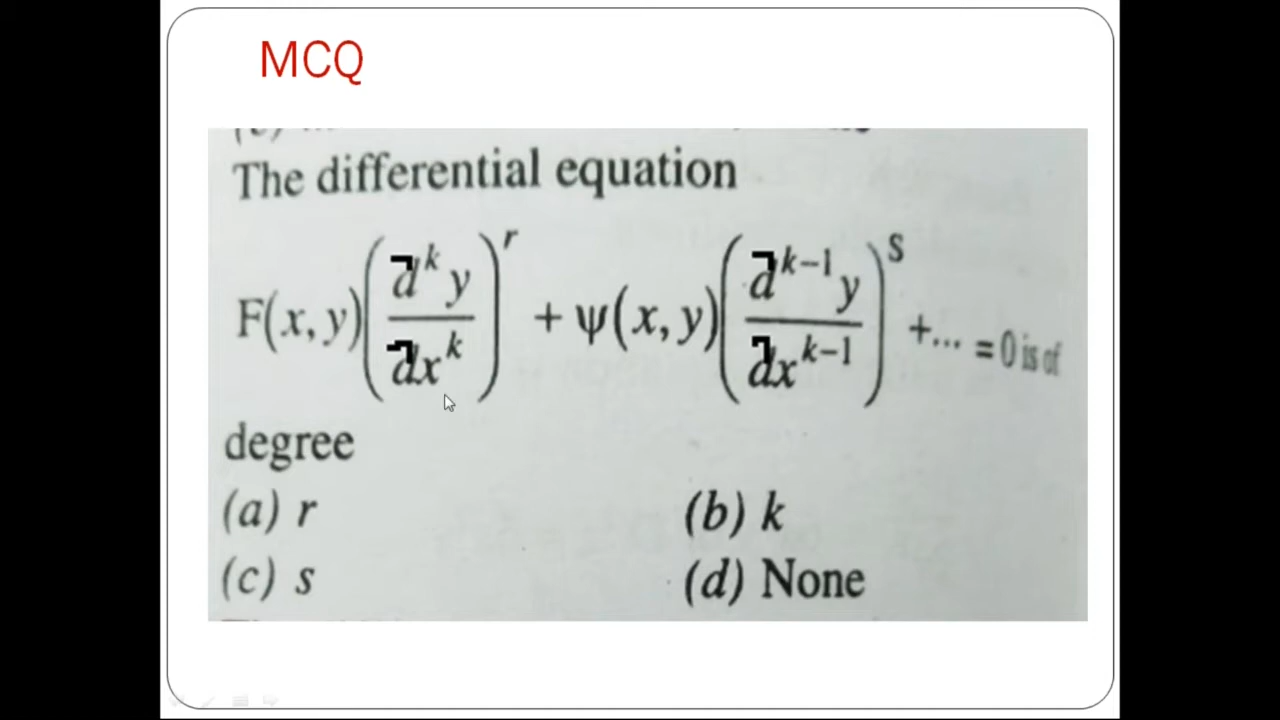 MCQ
The differential equation
F(x, y)(d^k y / dx^k)^r + ψ(x, y)(d^{k-1} y / dx^{k-1})^s +... = 0 is of
degree
(a) r (b) k
(c) s (d) None